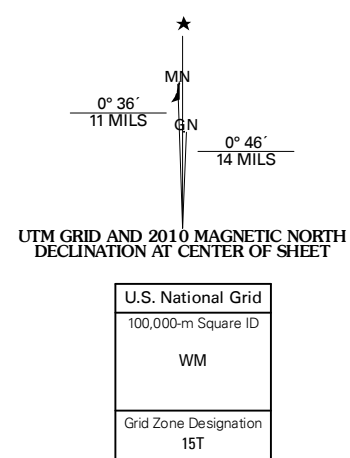 MN
0° 36´
11 MILS
GN
0° 46´
14 MILS
UTM GRID AND 2010 MAGNETIC NORTH
DECLINATION AT CENTER OF SHEET
U.S. National Grid
100,000-m Square ID
WM
Grid Zone Designation
15T